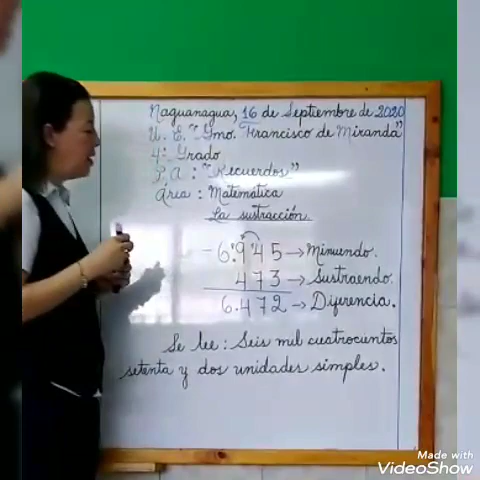 Naguanagua, 16 de Septiembre de 2020
U. E. "Gmo. Francisco de Miranda"
4º Grado
P. A : "Recuerdos"
Área : Matemática
La sustracción.
- 6.945 → Minuendo.
473 → Sustraendo.
6.472 → Diferencia.
Se lee : Seis mil cuatrocientos
setenta y dos unidades simples.
Made with
VideoShow